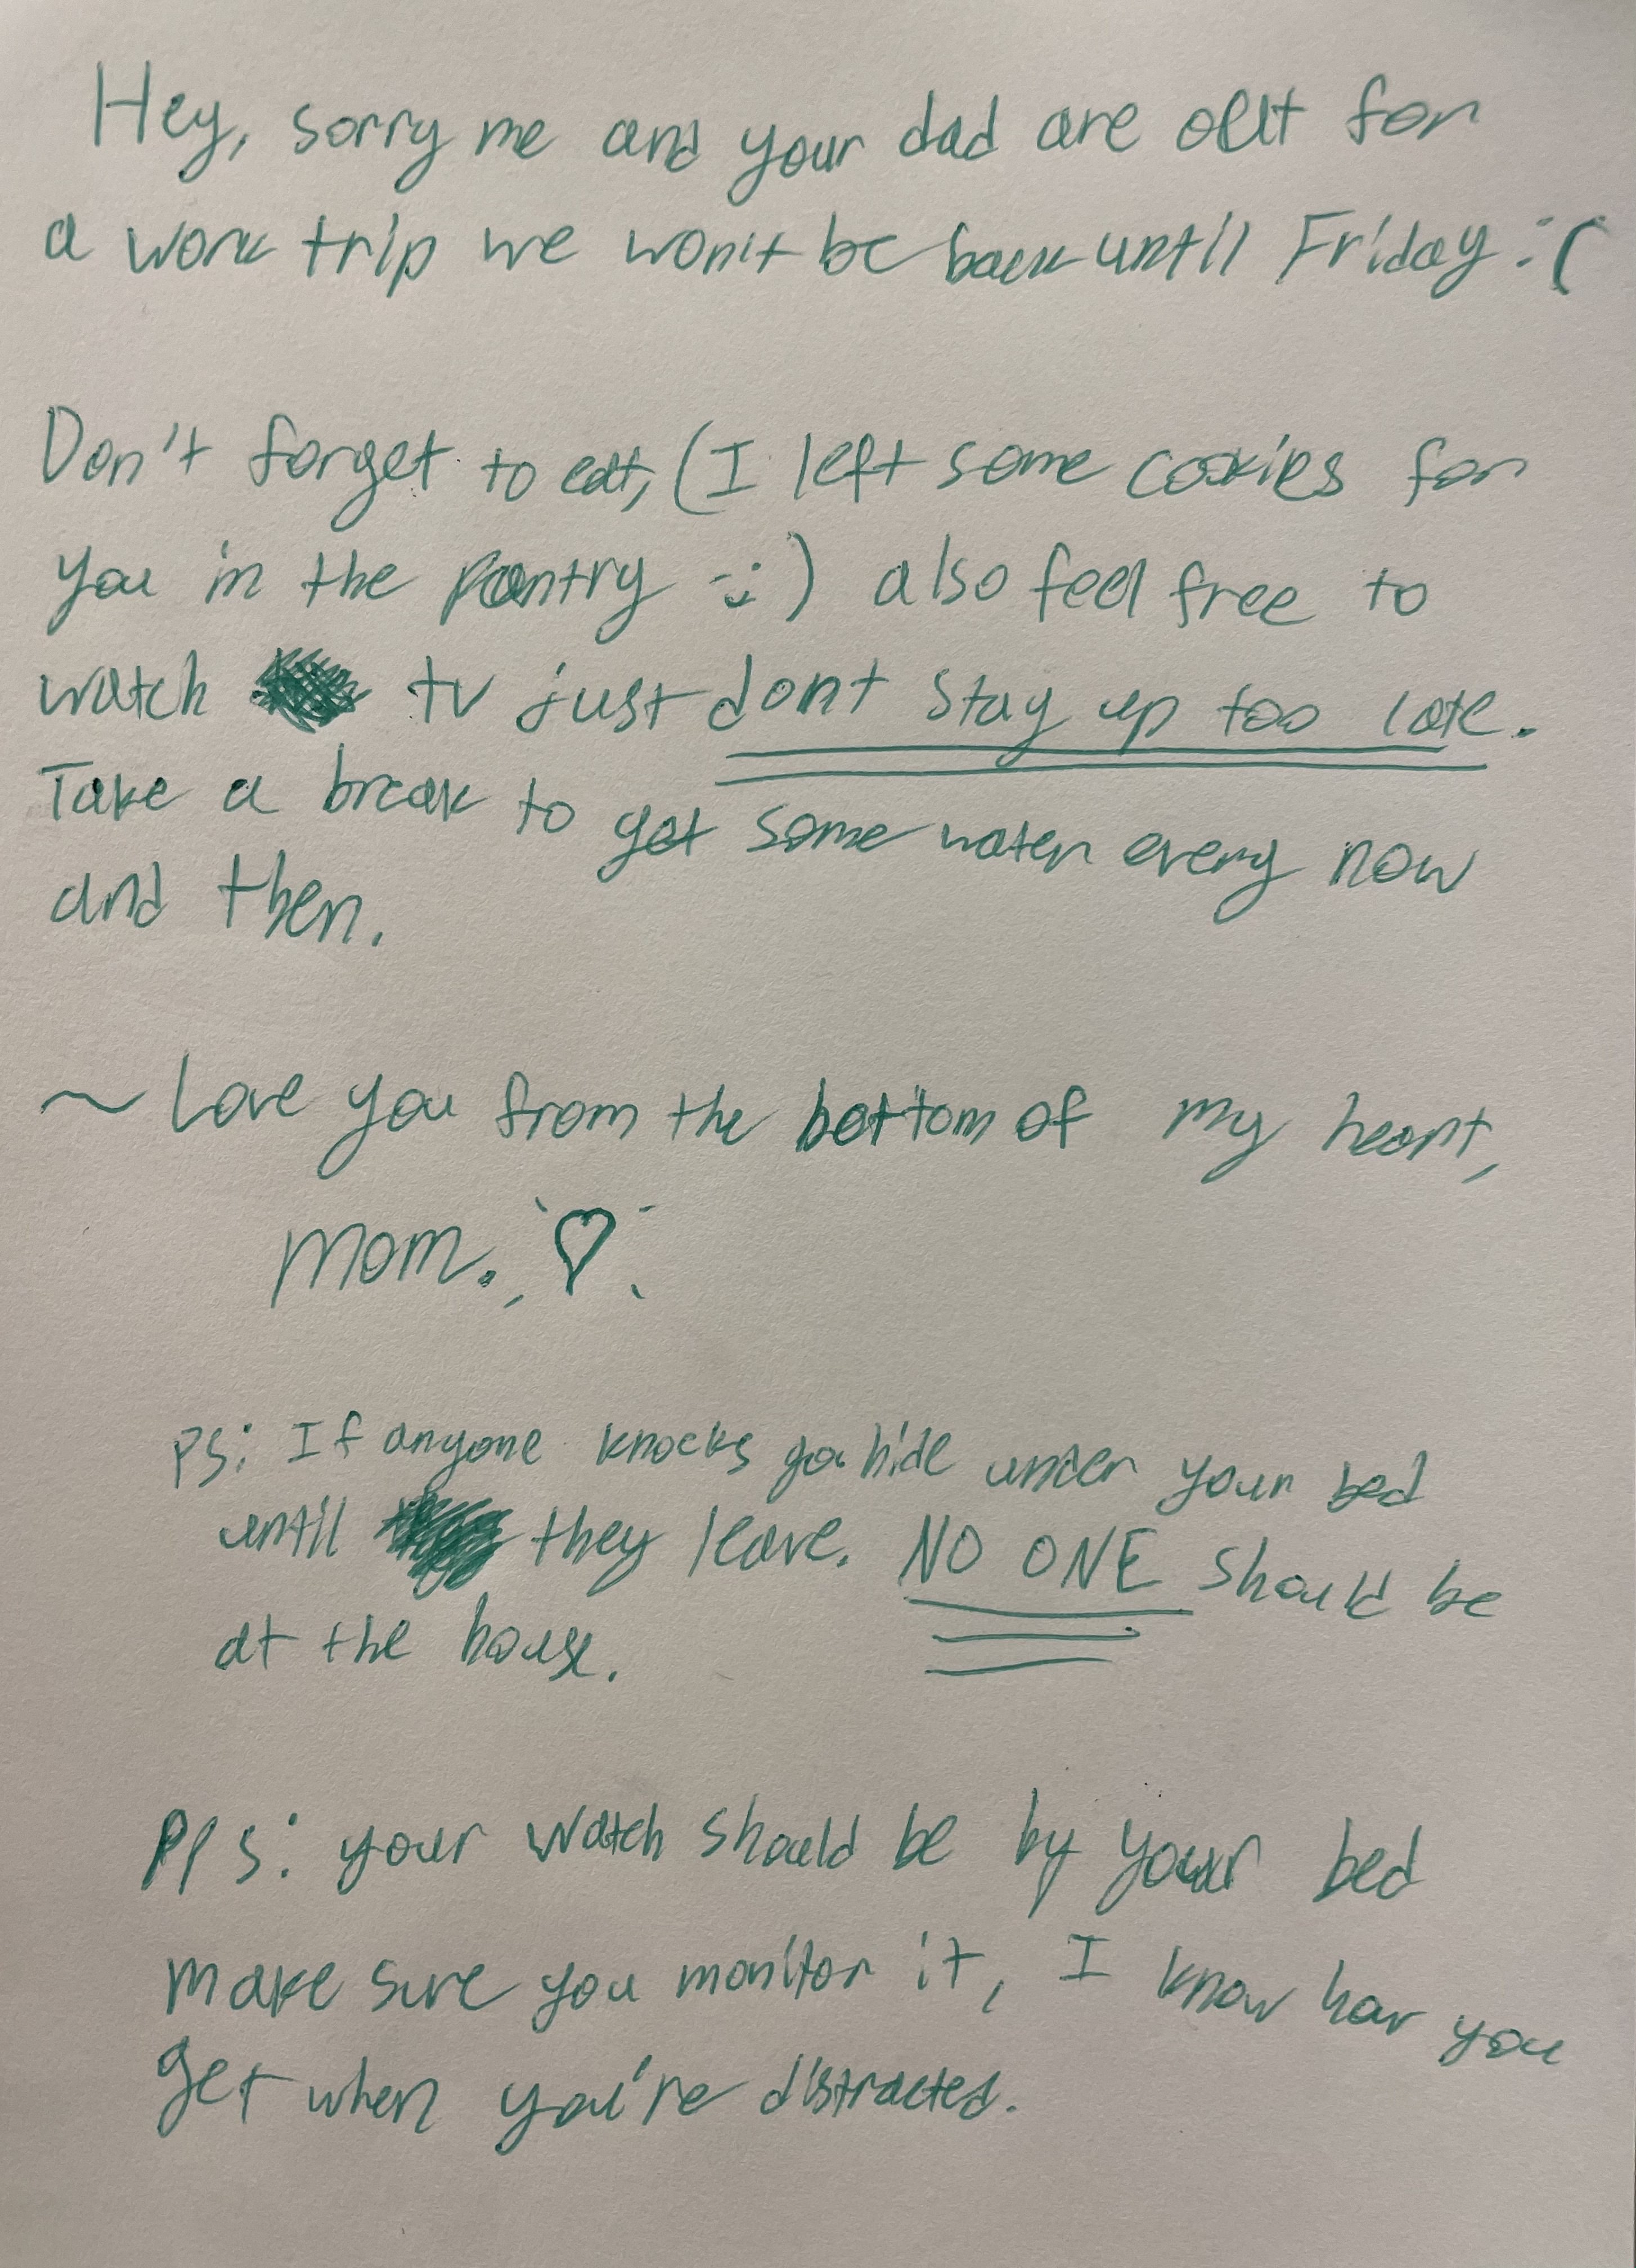 Hey, sorry me and your dad are out for
a work trip we won't be back until Friday :(
Don't forget to eat, (I left some cookies for
you in the pantry :) also feel free to
watch tv just dont stay up too late.
Take a break to get some water every now
and then.
~ Love you from the bottom of my heart,
mom. ♡
PS: If anyone knocks go hide under your bed
until they leave. NO ONE should be
at the house.
PPS: your watch should be by your bed
make sure you monitor it, I know how you
get when you're distracted.